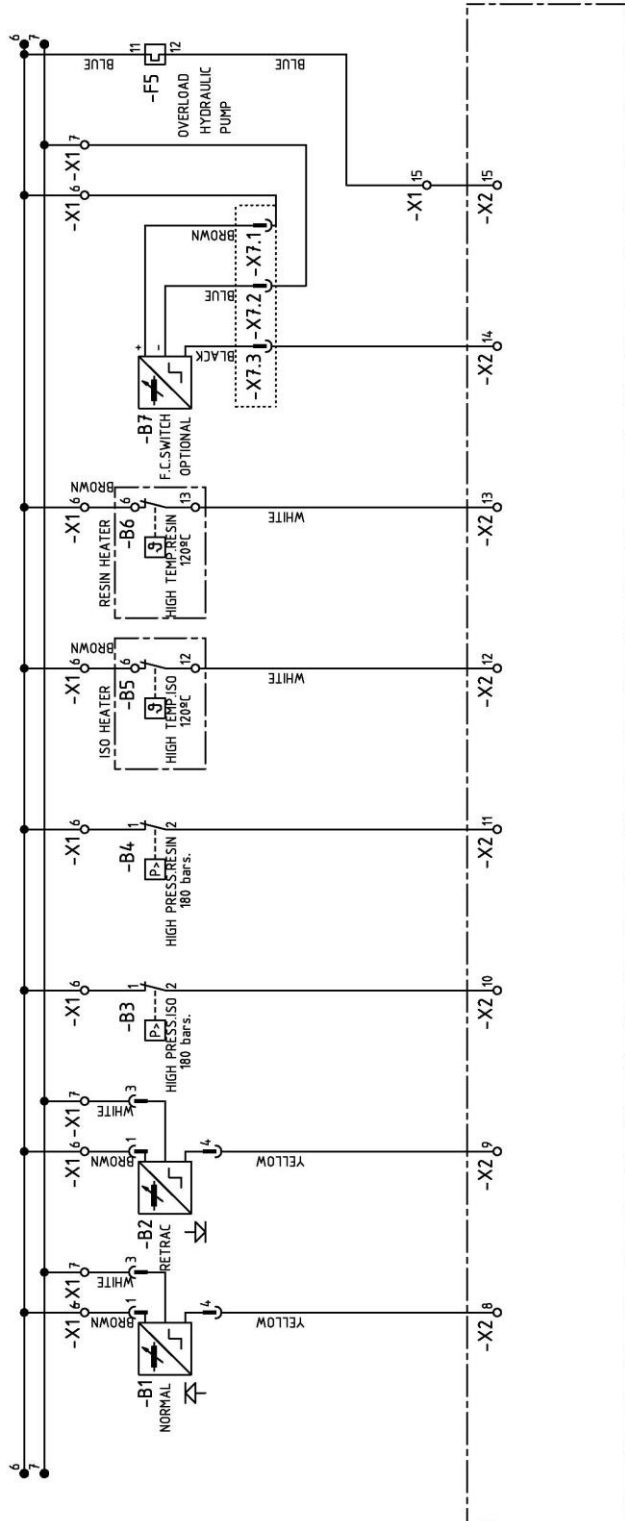 6
7
-X1 6
BROWN 1
-X1 7
WHITE 3
-B1
NORMAL
4
YELLOW
-X2 8
-X1 6
BROWN 1
-X1 7
WHITE 3
-B2
RETRAC
4
YELLOW
-X2 9
-X1 6
1
-B3
P>
2
HIGH PRESS.ISO
180 bars.
-X2 10
-X1 6
1
-B4
P>
2
HIGH PRESS.RESIN
180 bars.
-X2 11
-X1 6
BROWN
ISO HEATER
6
-B5
ϑ
HIGH TEMP.ISO
120ºC
12
WHITE
-X2 12
-X1 6
BROWN
RESIN HEATER
6
-B6
ϑ
HIGH TEMP.RESIN
120ºC
13
WHITE
-X2 13
+
-
-B7
F.C.SWITCH
OPTIONAL
BLACK
BLUE
BROWN
-X7.3
-X7.2
-X7.1
-X2 14
-X1 6
-X1 7
6
7
BLUE
11
12
-F5
OVERLOAD
HYDRAULIC
PUMP
BLUE
-X1 15
-X2 15